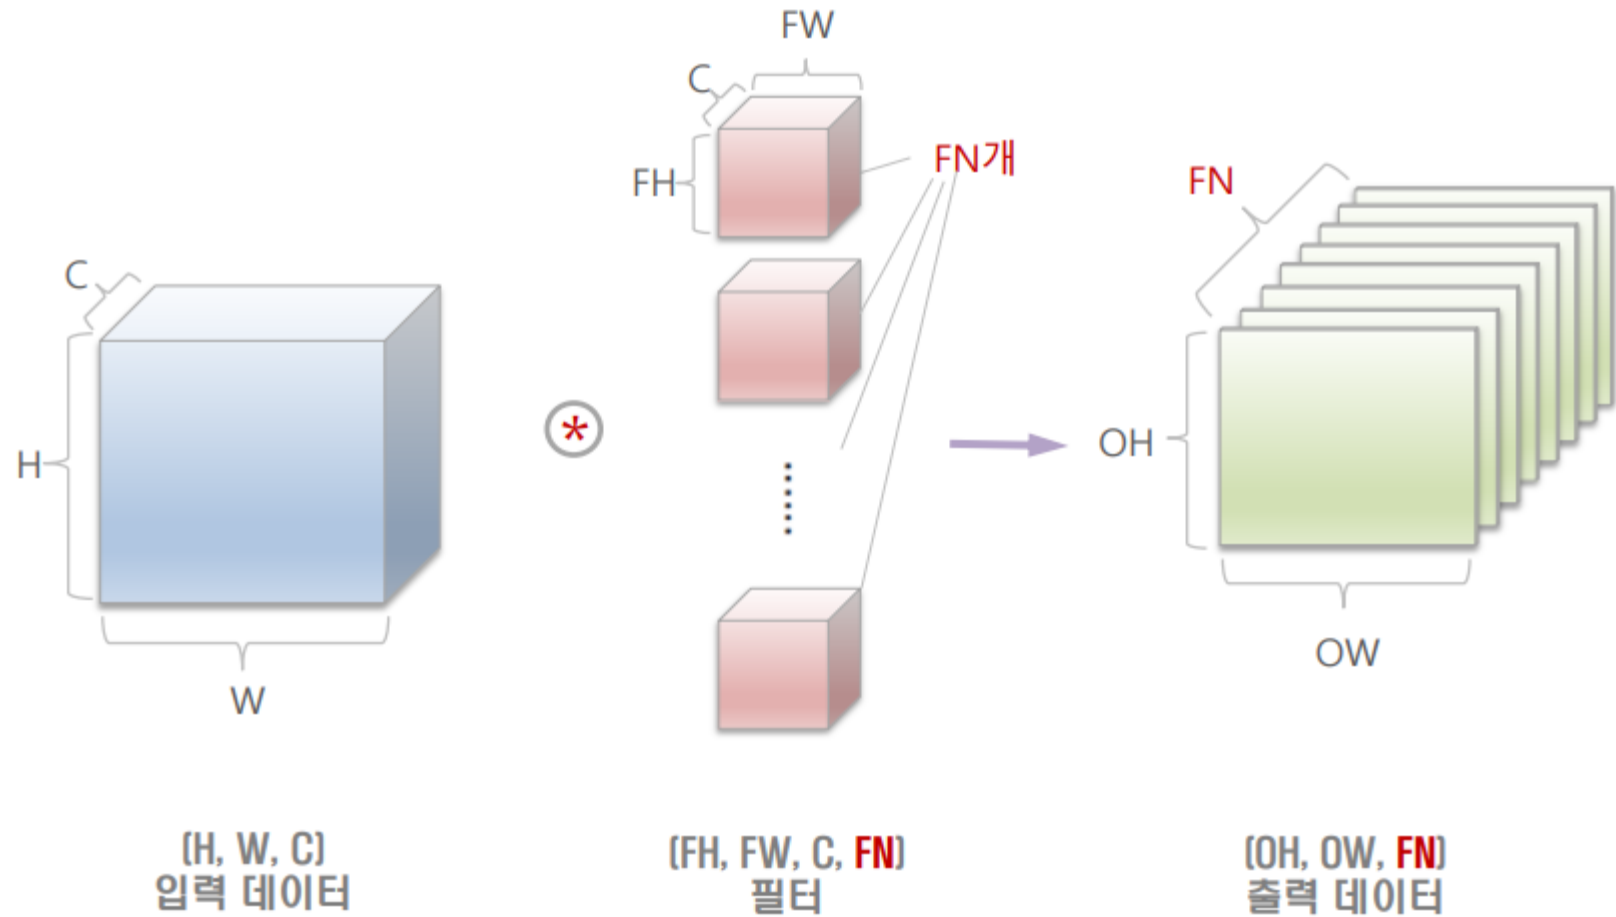 FW
C
FH
FN개
FN
C
H
*
OH
W
OW
(H, W, C)
입력 데이터
(FH, FW, C, FN)
필터
(OH, OW, FN)
출력 데이터